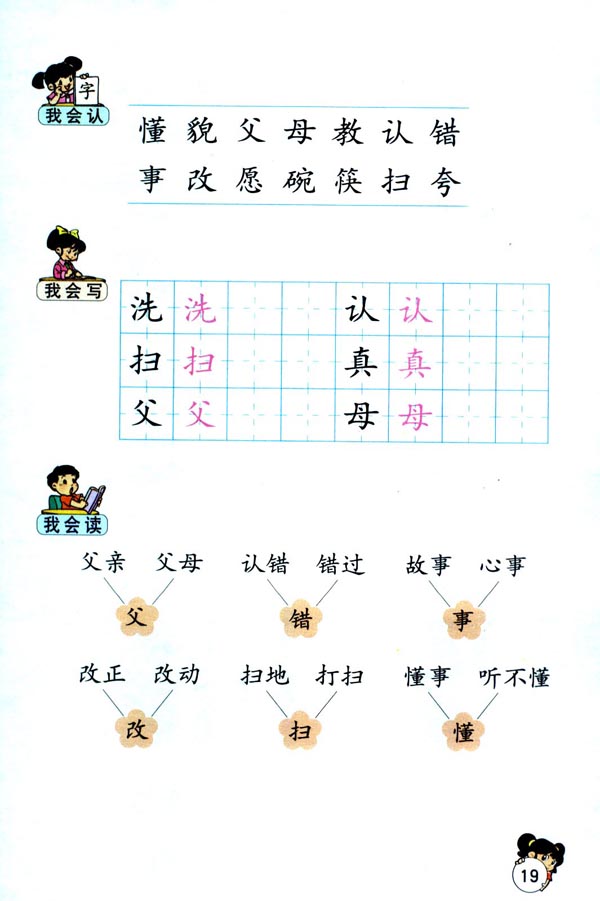 字
我会认
懂 貌 父 母 教 认 错
事 改 愿 碗 筷 扫 夸
我会写
洗 洗 认 认
扫 扫 真 真
父 父 母 母
我会读
父亲 父母 认错 错过 故事 心事
父 错 事
改正 改动 扫地 打扫 懂事 听不懂
改 扫 懂
19